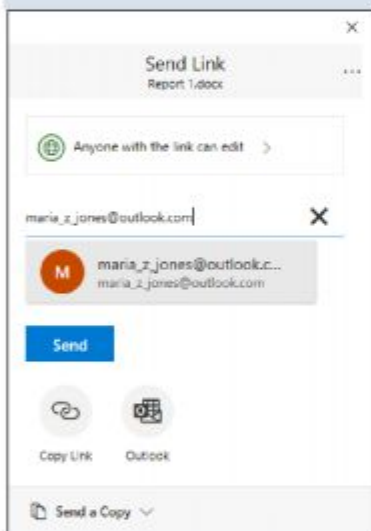 Send Link
Report 1.docx
Anyone with the link can edit
maria_z_jones@outlook.com
M
maria_z_jones@outlook.c...
maria_z_jones@outlook.com
Send
Copy Link
Outlook
Send a Copy